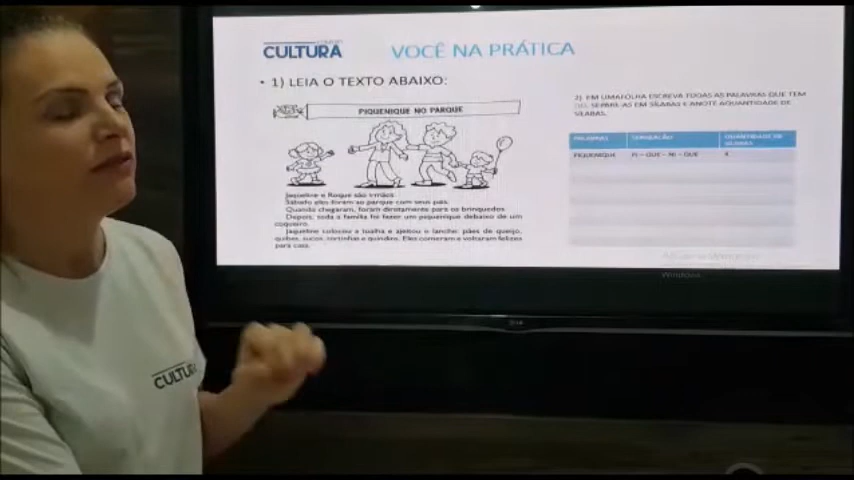 CULTURA
VOCÊ NA PRÁTICA
• 1) LEIA O TEXTO ABAIXO:
PIQUENIQUE NO PARQUE
Jaqueline e Roque são irmãos.
Sábado eles foram ao parque com seus pais.
Quando chegaram, foram diretamente para os brinquedos.
Depois, toda a família foi fazer um piquenique debaixo de um
coqueiro.
Jaqueline colocou a toalha e ajeitou o lanche: pães de queijo,
quibes, sucos, tortinhas e quindins. Eles comeram e voltaram felizes
para casa.
2) EM UMA FOLHA ESCREVA TODAS AS PALAVRAS QUE TEM
SEPARE-AS EM SÍLABAS E ANOTE A QUANTIDADE DE
SÍLABAS.
PALAVRAS
QUANTIDADE DE
SÍLABAS
PIQUENIQUE PI – QUE – NI – QUE 4
Windows.
LG
CULTURA